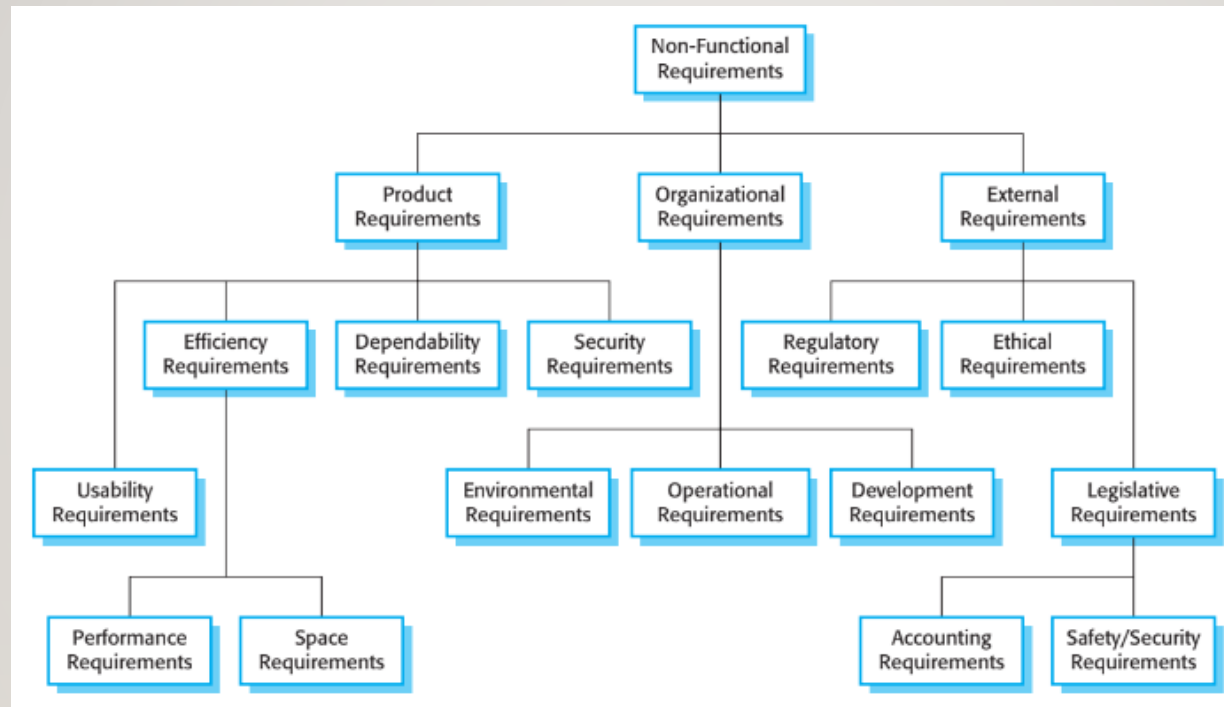 Non-Functional
Requirements
Product
Requirements
Organizational
Requirements
External
Requirements
Efficiency
Requirements
Dependability
Requirements
Security
Requirements
Regulatory
Requirements
Ethical
Requirements
Usability
Requirements
Environmental
Requirements
Operational
Requirements
Development
Requirements
Legislative
Requirements
Performance
Requirements
Space
Requirements
Accounting
Requirements
Safety/Security
Requirements